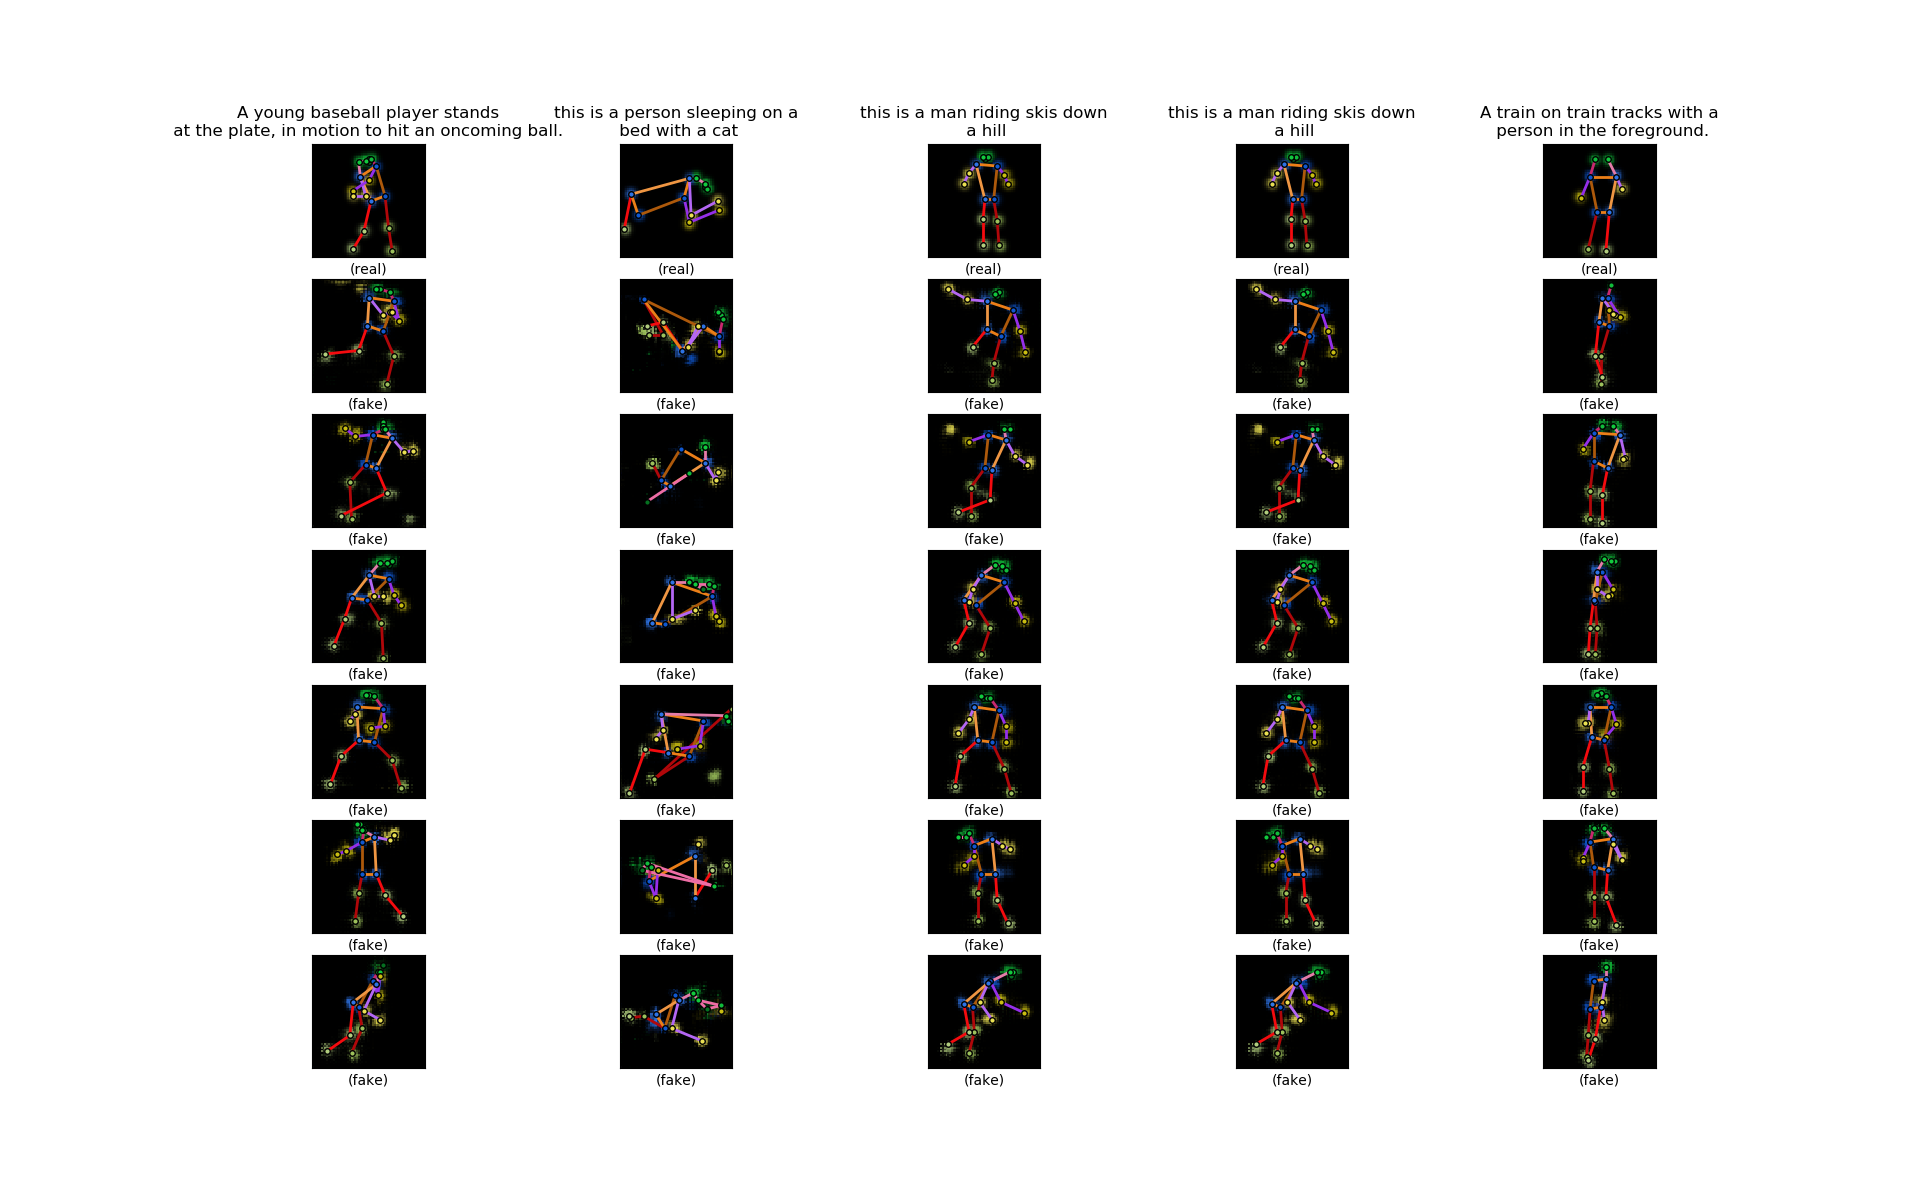 A young baseball player stands
at the plate, in motion to hit an oncoming ball.
this is a person sleeping on a
bed with a cat
this is a man riding skis down
a hill
this is a man riding skis down
a hill
A train on train tracks with a
person in the foreground.
(real) (real) (real) (real) (real)
(fake) (fake) (fake) (fake) (fake)
(fake) (fake) (fake) (fake) (fake)
(fake) (fake) (fake) (fake) (fake)
(fake) (fake) (fake) (fake) (fake)
(fake) (fake) (fake) (fake) (fake)
(fake) (fake) (fake) (fake) (fake)